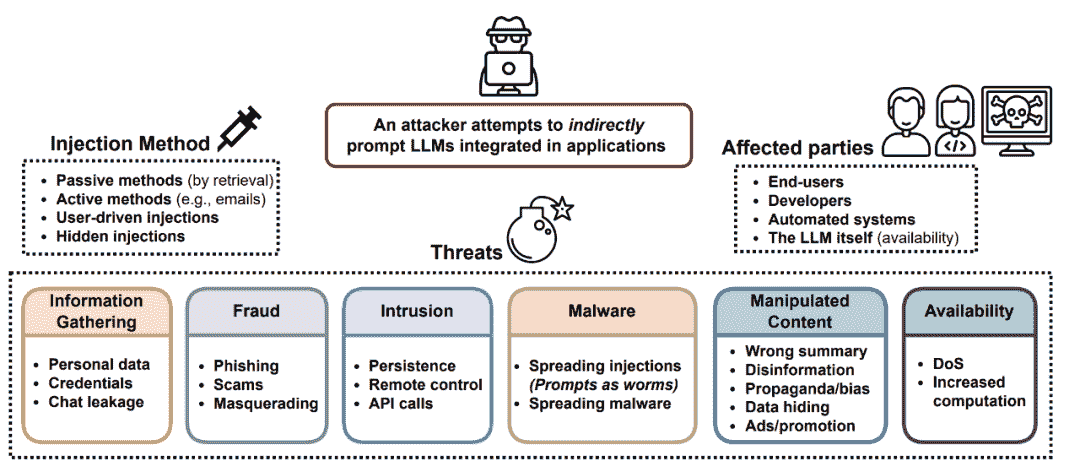 An attacker attempts to indirectly
prompt LLMs integrated in applications
Injection Method
• Passive methods (by retrieval)
• Active methods (e.g., emails)
• User-driven injections
• Hidden injections
Affected parties
</>
• End-users
• Developers
• Automated systems
• The LLM itself (availability)
Threats
Information
Gathering
• Personal data
• Credentials
• Chat leakage
Fraud
• Phishing
• Scams
• Masquerading
Intrusion
• Persistence
• Remote control
• API calls
Malware
• Spreading injections
(Prompts as worms)
• Spreading malware
Manipulated
Content
• Wrong summary
• Disinformation
• Propaganda/bias
• Data hiding
• Ads/promotion
Availability
• DoS
• Increased
computation